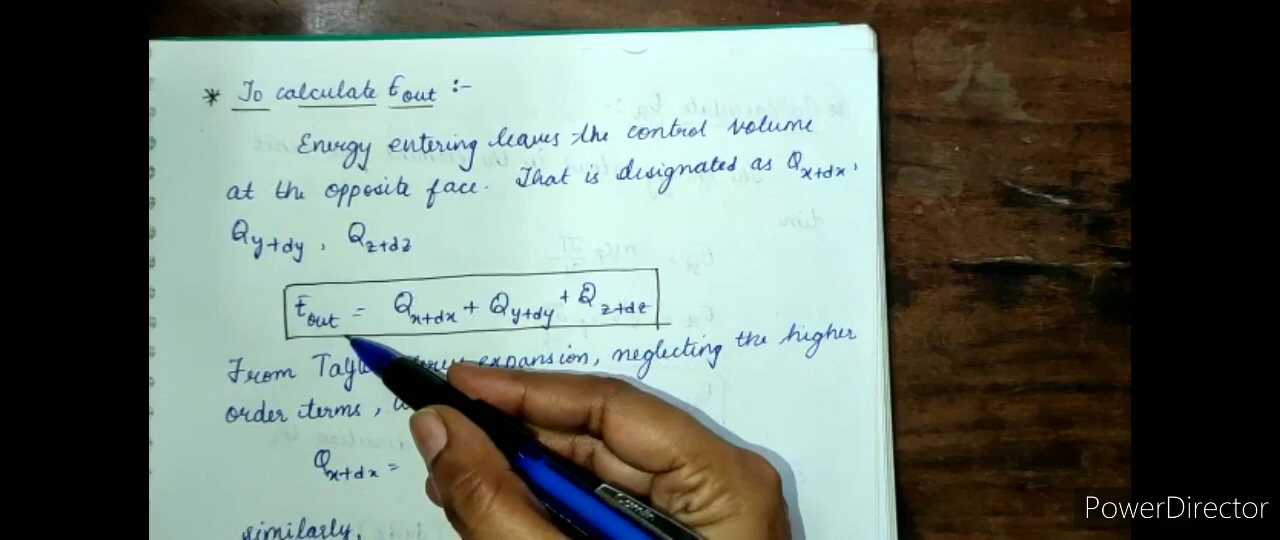 * To calculate Eout :-
Energy entering leaves the control volume
at the opposite face. That is designated as Qx+dx,
Qy+dy, Qz+dz
Eout = Qx+dx + Qy+dy + Qz+dz
From expansion, neglecting the higher
order terms,
Qx+dx =
similarly,
PowerDirector